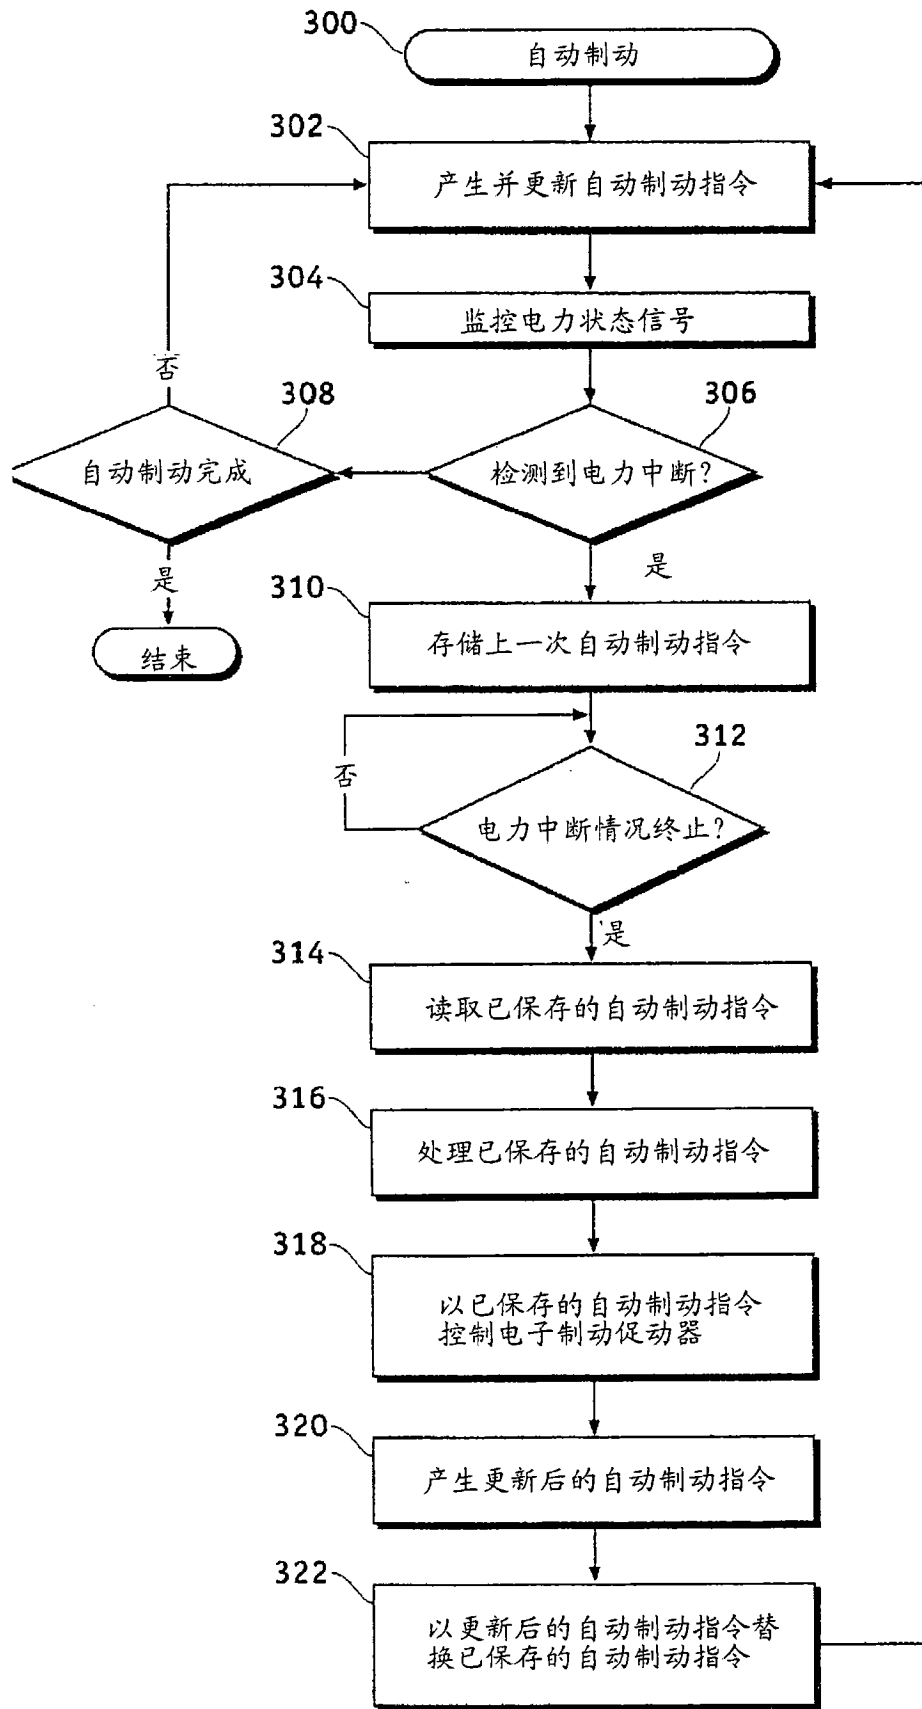 300
自动制动
302
产生并更新自动制动指令
304
监控电力状态信号
否
308
306
自动制动完成
检测到电力中断?
是
是
310
存储上一次自动制动指令
结束
312
否
电力中断情况终止?
是
314
读取已保存的自动制动指令
316
处理已保存的自动制动指令
318
以已保存的自动制动指令
控制电子制动促动器
320
产生更新后的自动制动指令
322
以更新后的自动制动指令替
换已保存的自动制动指令